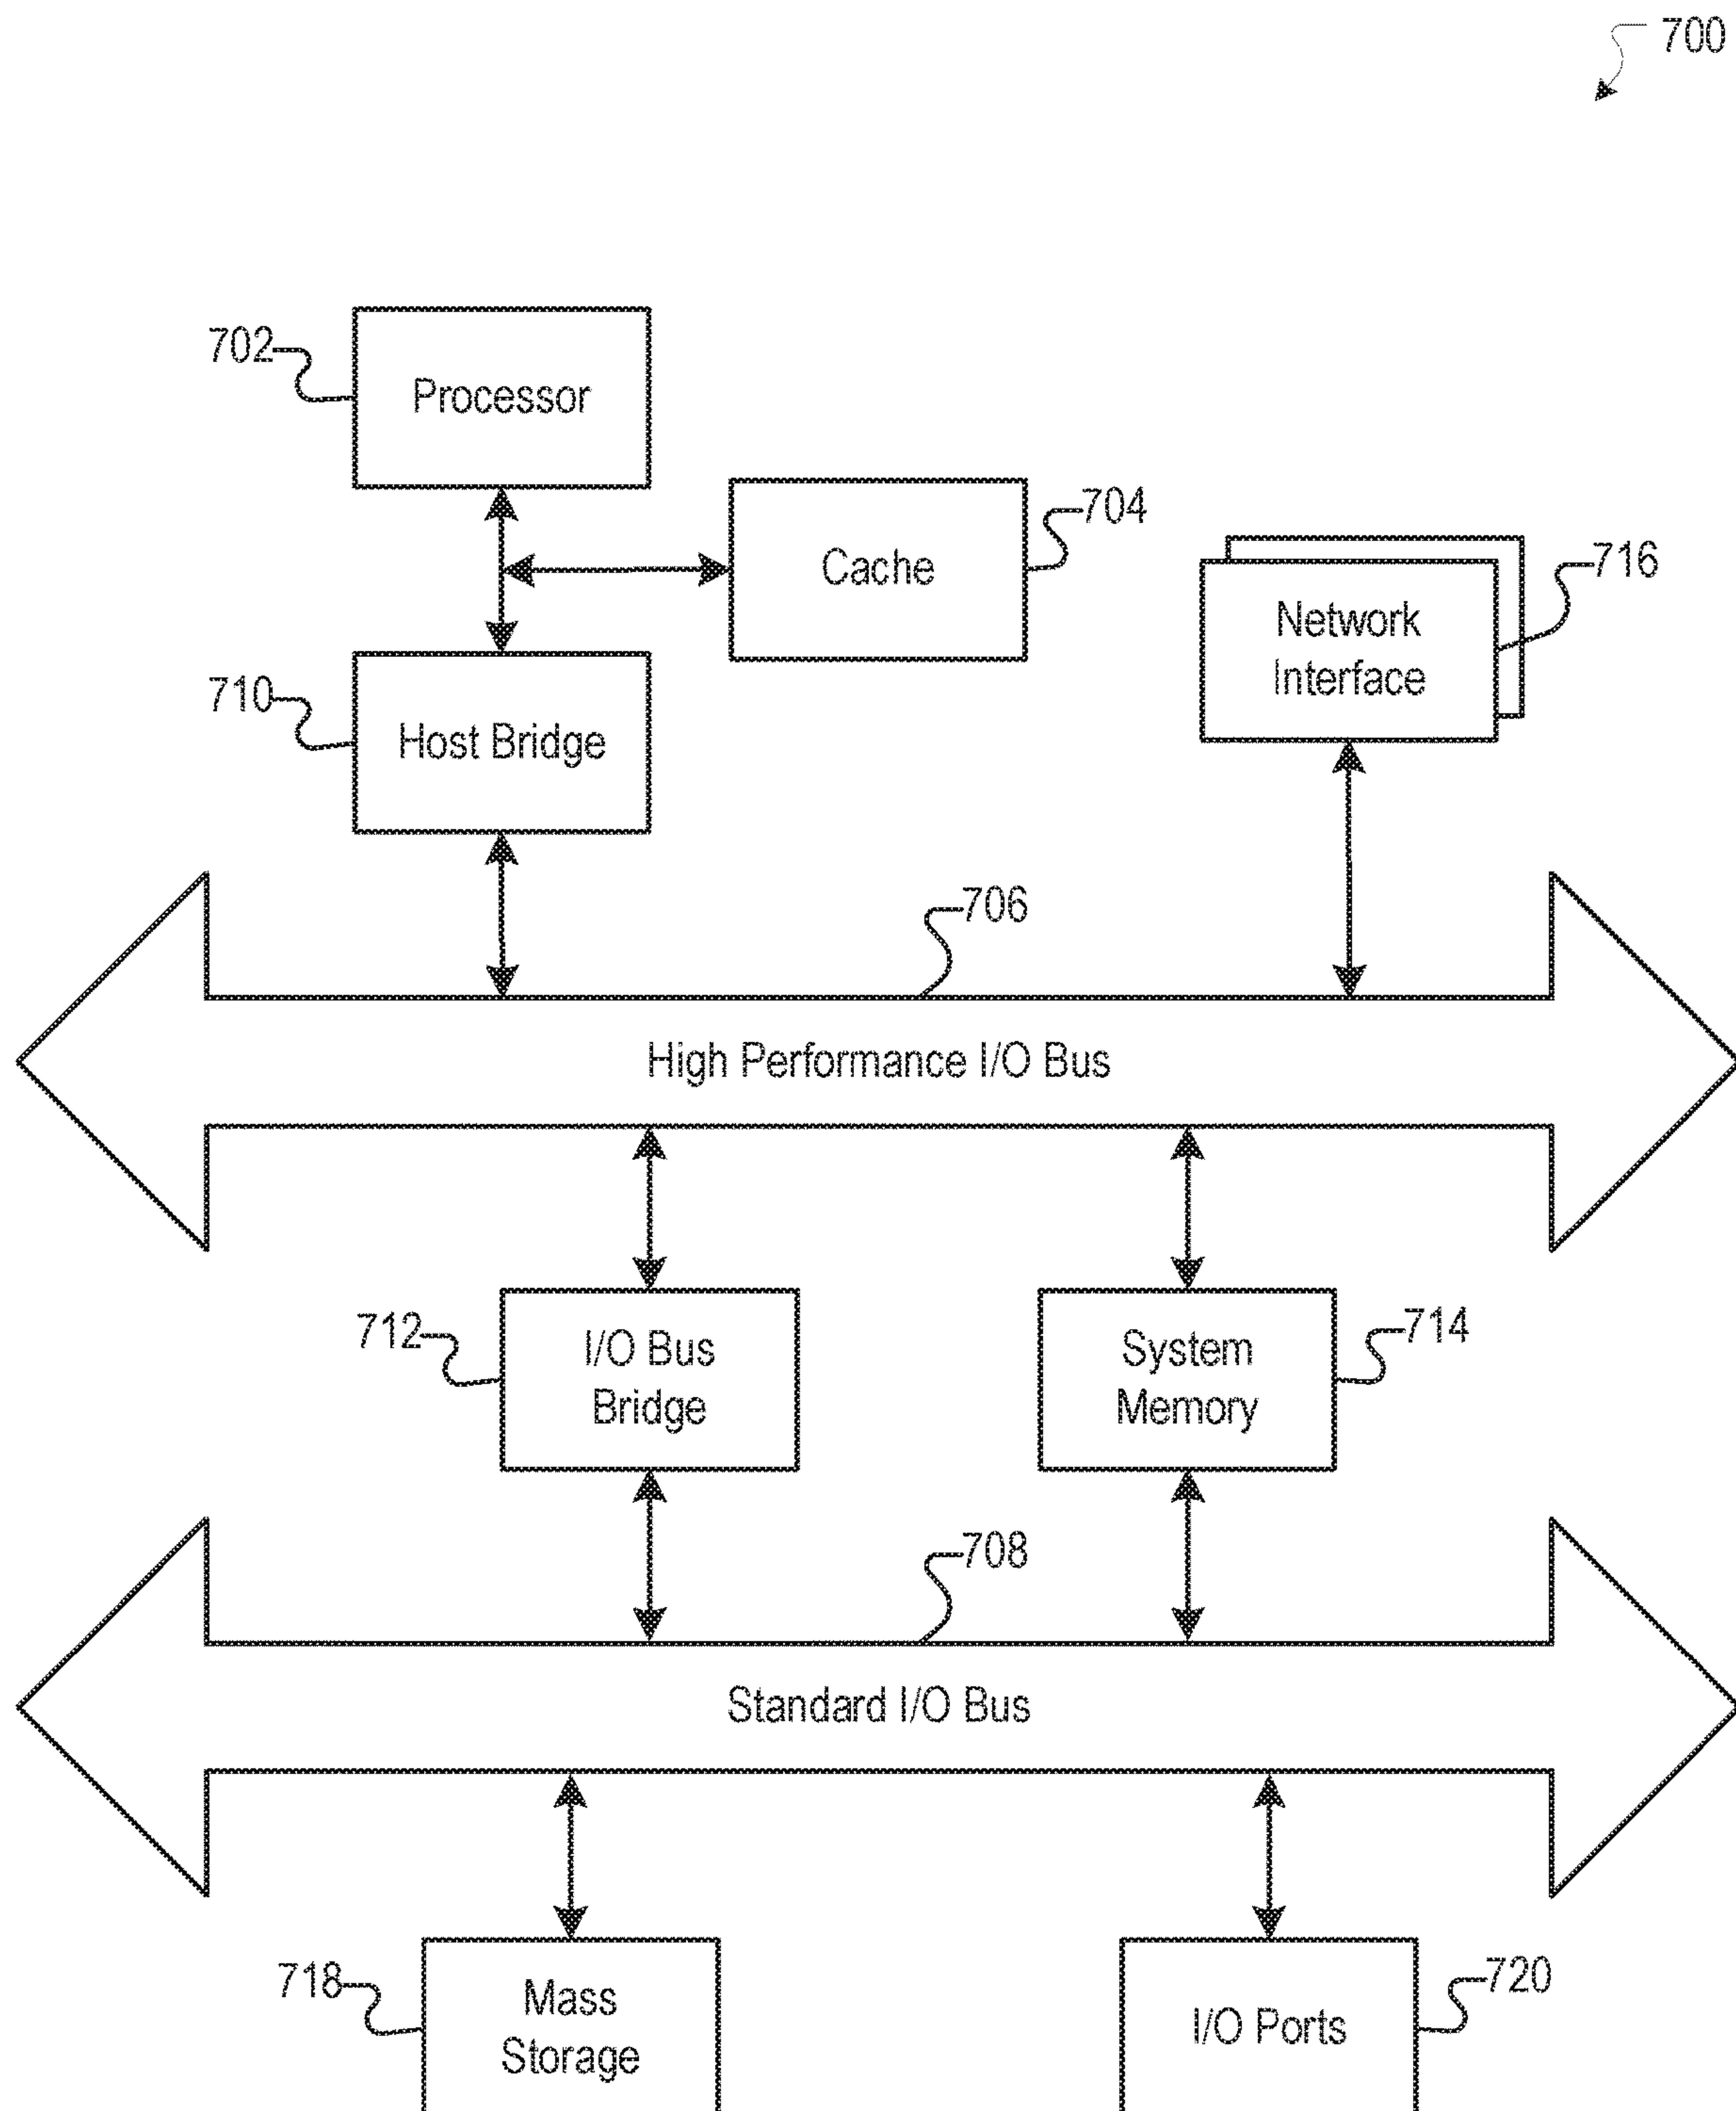 700
702
Processor
704
Cache
716
Network
Interface
710
Host Bridge
706
High Performance I/O Bus
712
I/O Bus
Bridge
System
Memory
714
708
Standard I/O Bus
718
Mass
Storage
I/O Ports
720